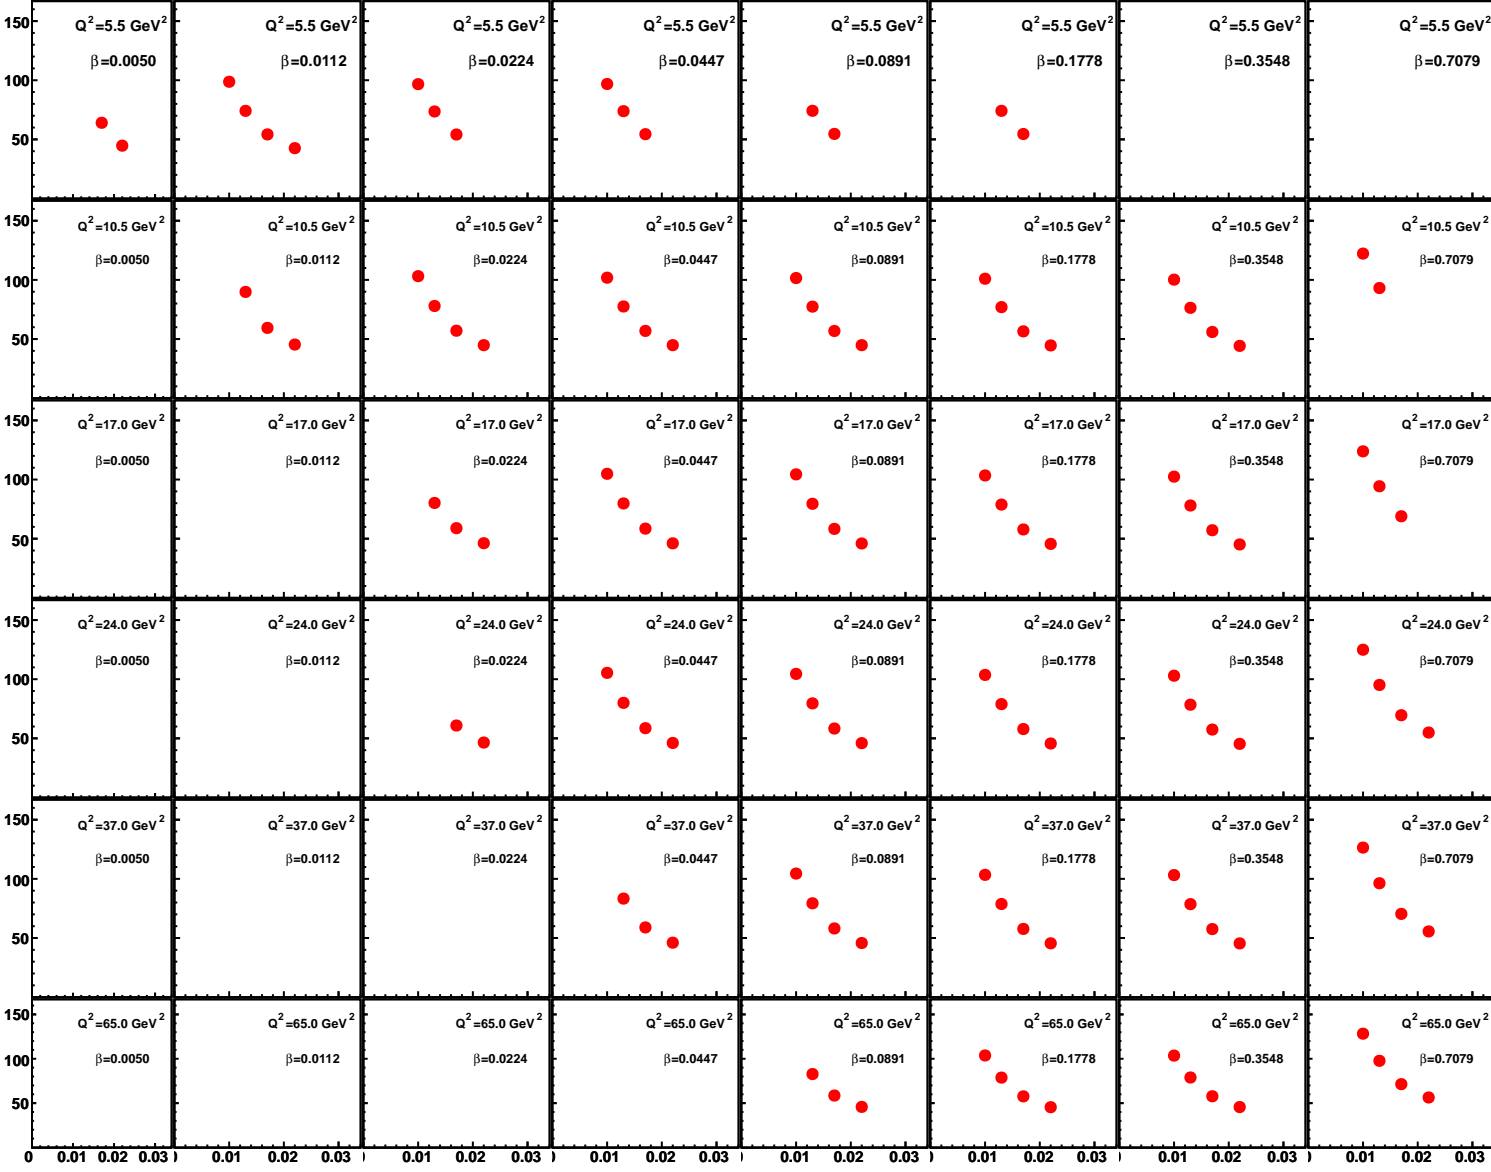 150 Q²=5.5 GeV² Q²=5.5 GeV² Q²=5.5 GeV² Q²=5.5 GeV² Q²=5.5 GeV² Q²=5.5 GeV² Q²=5.5 GeV² Q²=5.5 GeV²
β=0.0050 β=0.0112 β=0.0224 β=0.0447 β=0.0891 β=0.1778 β=0.3548 β=0.7079
100
50
150 Q²=10.5 GeV² Q²=10.5 GeV² Q²=10.5 GeV² Q²=10.5 GeV² Q²=10.5 GeV² Q²=10.5 GeV² Q²=10.5 GeV² Q²=10.5 GeV²
β=0.0050 β=0.0112 β=0.0224 β=0.0447 β=0.0891 β=0.1778 β=0.3548 β=0.7079
100
50
150 Q²=17.0 GeV² Q²=17.0 GeV² Q²=17.0 GeV² Q²=17.0 GeV² Q²=17.0 GeV² Q²=17.0 GeV² Q²=17.0 GeV² Q²=17.0 GeV²
β=0.0050 β=0.0112 β=0.0224 β=0.0447 β=0.0891 β=0.1778 β=0.3548 β=0.7079
100
50
150 Q²=24.0 GeV² Q²=24.0 GeV² Q²=24.0 GeV² Q²=24.0 GeV² Q²=24.0 GeV² Q²=24.0 GeV² Q²=24.0 GeV² Q²=24.0 GeV²
β=0.0050 β=0.0112 β=0.0224 β=0.0447 β=0.0891 β=0.1778 β=0.3548 β=0.7079
100
50
150 Q²=37.0 GeV² Q²=37.0 GeV² Q²=37.0 GeV² Q²=37.0 GeV² Q²=37.0 GeV² Q²=37.0 GeV² Q²=37.0 GeV² Q²=37.0 GeV²
β=0.0050 β=0.0112 β=0.0224 β=0.0447 β=0.0891 β=0.1778 β=0.3548 β=0.7079
100
50
150 Q²=65.0 GeV² Q²=65.0 GeV² Q²=65.0 GeV² Q²=65.0 GeV² Q²=65.0 GeV² Q²=65.0 GeV² Q²=65.0 GeV² Q²=65.0 GeV²
100 β=0.0050 β=0.0112 β=0.0224 β=0.0447 β=0.0891 β=0.1778 β=0.3548 β=0.7079
50
0 0.01 0.02 0.03 0.01 0.02 0.03 0.01 0.02 0.03 0.01 0.02 0.03 0.01 0.02 0.03 0.01 0.02 0.03 0.01 0.02 0.03 0.01 0.02 0.03